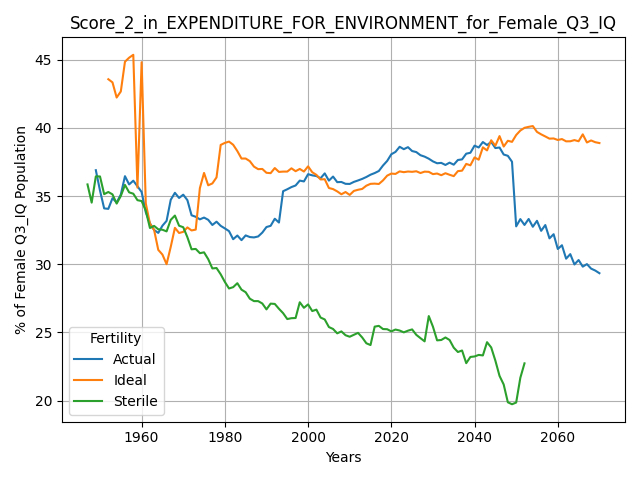 Score_2_in_EXPENDITURE_FOR_ENVIRONMENT_for_Female_Q3_IQ
% of Female Q3_IQ Population
45
40
35
30
25
20
Fertility
Actual
Ideal
Sterile
1960 1980 2000 2020 2040 2060
Years